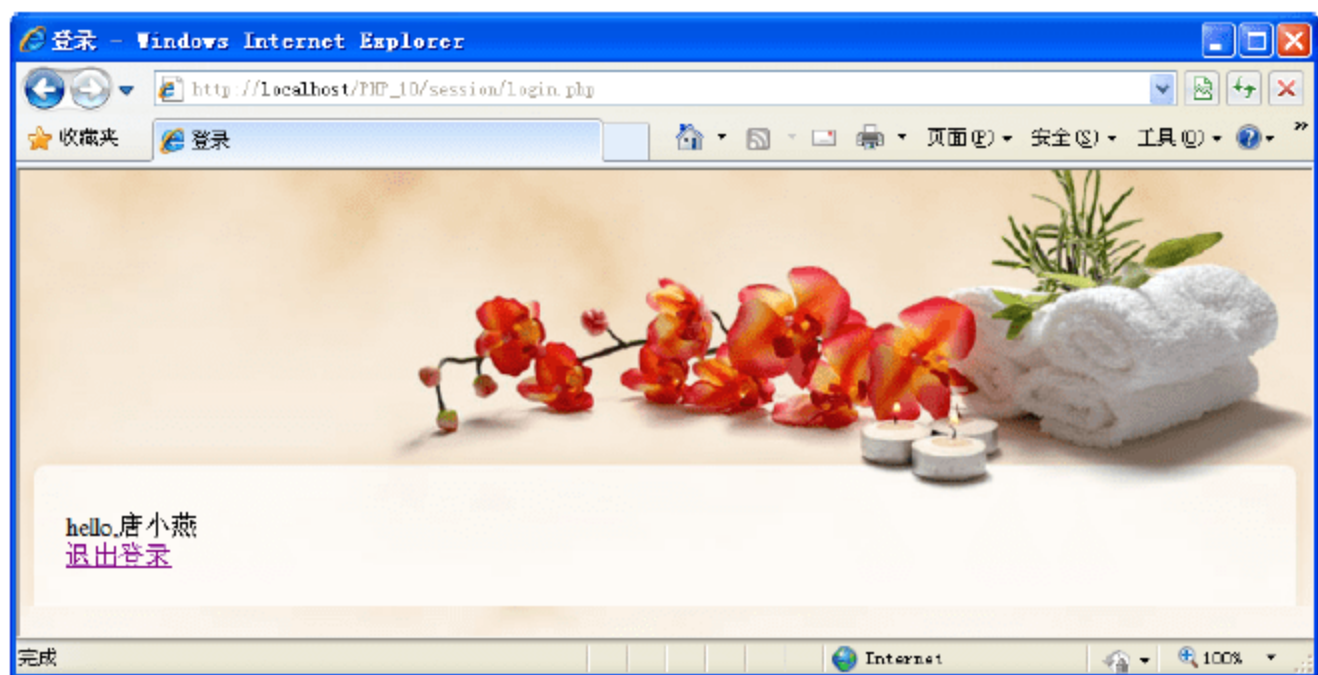 登录 - Windows Internet Explorer
http://localhost/PHP_10/session/login.php
收藏夹 登录 页面(P) 安全(S) 工具(O) »
hello,唐小燕
退出登录
完成 Internet 100%